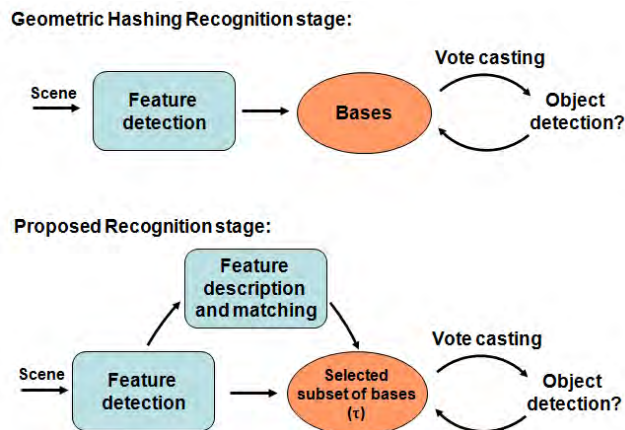 Geometric Hashing Recognition stage:
Vote casting
Scene
Feature
detection
Bases
Object
detection?
Proposed Recognition stage:
Feature
description
and matching
Vote casting
Scene
Feature
detection
Selected
subset of bases
(τ)
Object
detection?